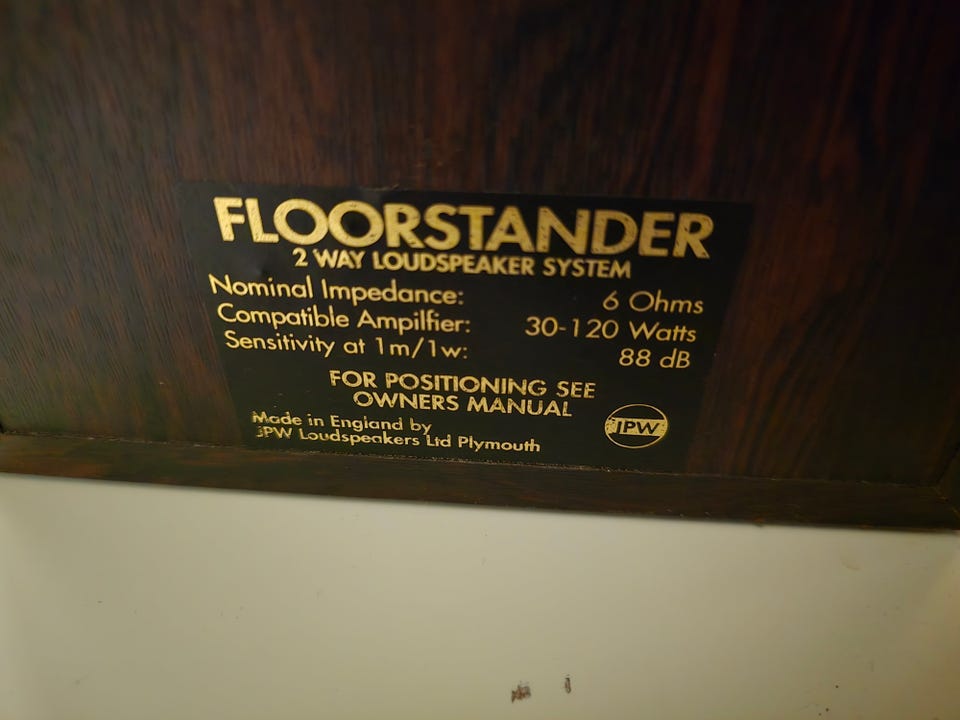 FLOORSTANDER
2 WAY LOUDSPEAKER SYSTEM
Nominal Impedance: 6 Ohms
Compatible Ampilfier: 30-120 Watts
Sensitivity at 1m/1w: 88 dB
FOR POSITIONING SEE
OWNERS MANUAL
Made in England by
JPW Loudspeakers Ltd Plymouth
JPW